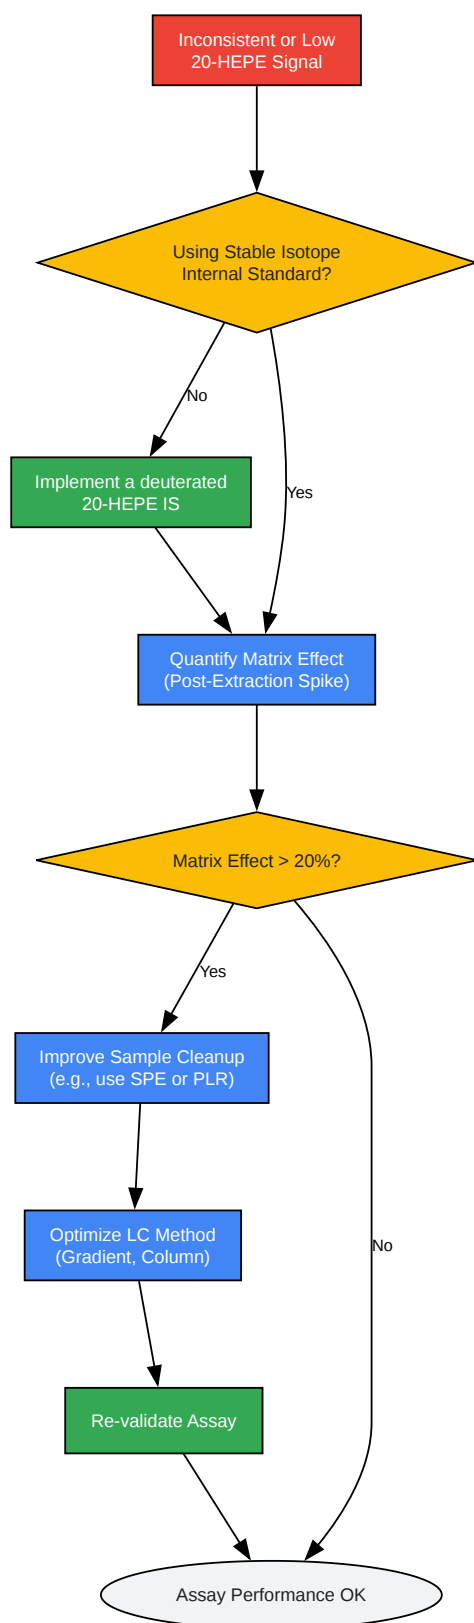 Inconsistent or Low
20-HEPE Signal
Using Stable Isotope
Internal Standard?
No
Implement a deuterated
20-HEPE IS
Yes
Quantify Matrix Effect
(Post-Extraction Spike)
Matrix Effect > 20%?
Yes
Improve Sample Cleanup
(e.g., use SPE or PLR)
Optimize LC Method
(Gradient, Column)
No
Re-validate Assay
Assay Performance OK